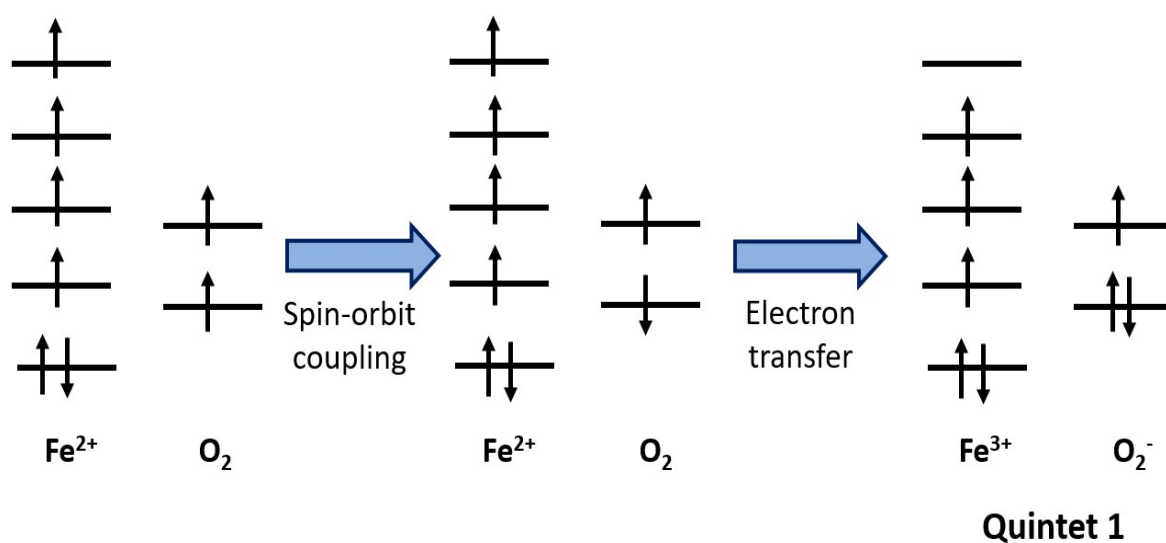 Spin-orbit
coupling
Electron
transfer
Fe²⁺
O₂
Fe²⁺
O₂
Fe³⁺
O₂⁻
Quintet 1